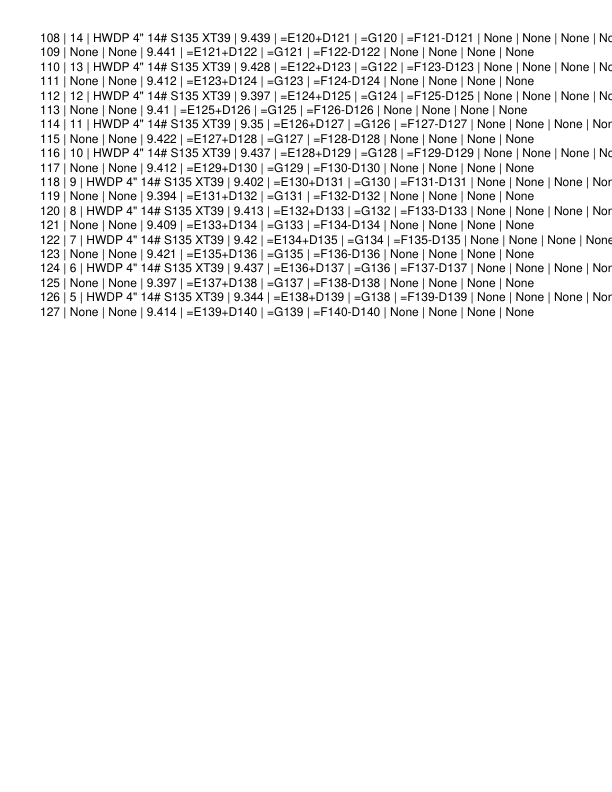 108 | 14 | HWDP 4" 14# S135 XT39 | 9.439 | =E120+D121 | =G120 | =F121-D121 | None | None | None | No
109 | None | None | 9.441 | =E121+D122 | =G121 | =F122-D122 | None | None | None | None
110 | 13 | HWDP 4" 14# S135 XT39 | 9.428 | =E122+D123 | =G122 | =F123-D123 | None | None | None | No
111 | None | None | 9.412 | =E123+D124 | =G123 | =F124-D124 | None | None | None | None
112 | 12 | HWDP 4" 14# S135 XT39 | 9.397 | =E124+D125 | =G124 | =F125-D125 | None | None | None | No
113 | None | None | 9.41 | =E125+D126 | =G125 | =F126-D126 | None | None | None | None
114 | 11 | HWDP 4" 14# S135 XT39 | 9.35 | =E126+D127 | =G126 | =F127-D127 | None | None | None | Non
115 | None | None | 9.422 | =E127+D128 | =G127 | =F128-D128 | None | None | None | None
116 | 10 | HWDP 4" 14# S135 XT39 | 9.437 | =E128+D129 | =G128 | =F129-D129 | None | None | None | No
117 | None | None | 9.412 | =E129+D130 | =G129 | =F130-D130 | None | None | None | None
118 | 9 | HWDP 4" 14# S135 XT39 | 9.402 | =E130+D131 | =G130 | =F131-D131 | None | None | None | Non
119 | None | None | 9.394 | =E131+D132 | =G131 | =F132-D132 | None | None | None | None
120 | 8 | HWDP 4" 14# S135 XT39 | 9.413 | =E132+D133 | =G132 | =F133-D133 | None | None | None | Non
121 | None | None | 9.409 | =E133+D134 | =G133 | =F134-D134 | None | None | None | None
122 | 7 | HWDP 4" 14# S135 XT39 | 9.42 | =E134+D135 | =G134 | =F135-D135 | None | None | None | None
123 | None | None | 9.421 | =E135+D136 | =G135 | =F136-D136 | None | None | None | None
124 | 6 | HWDP 4" 14# S135 XT39 | 9.437 | =E136+D137 | =G136 | =F137-D137 | None | None | None | Non
125 | None | None | 9.397 | =E137+D138 | =G137 | =F138-D138 | None | None | None | None
126 | 5 | HWDP 4" 14# S135 XT39 | 9.344 | =E138+D139 | =G138 | =F139-D139 | None | None | None | Non
127 | None | None | 9.414 | =E139+D140 | =G139 | =F140-D140 | None | None | None | None